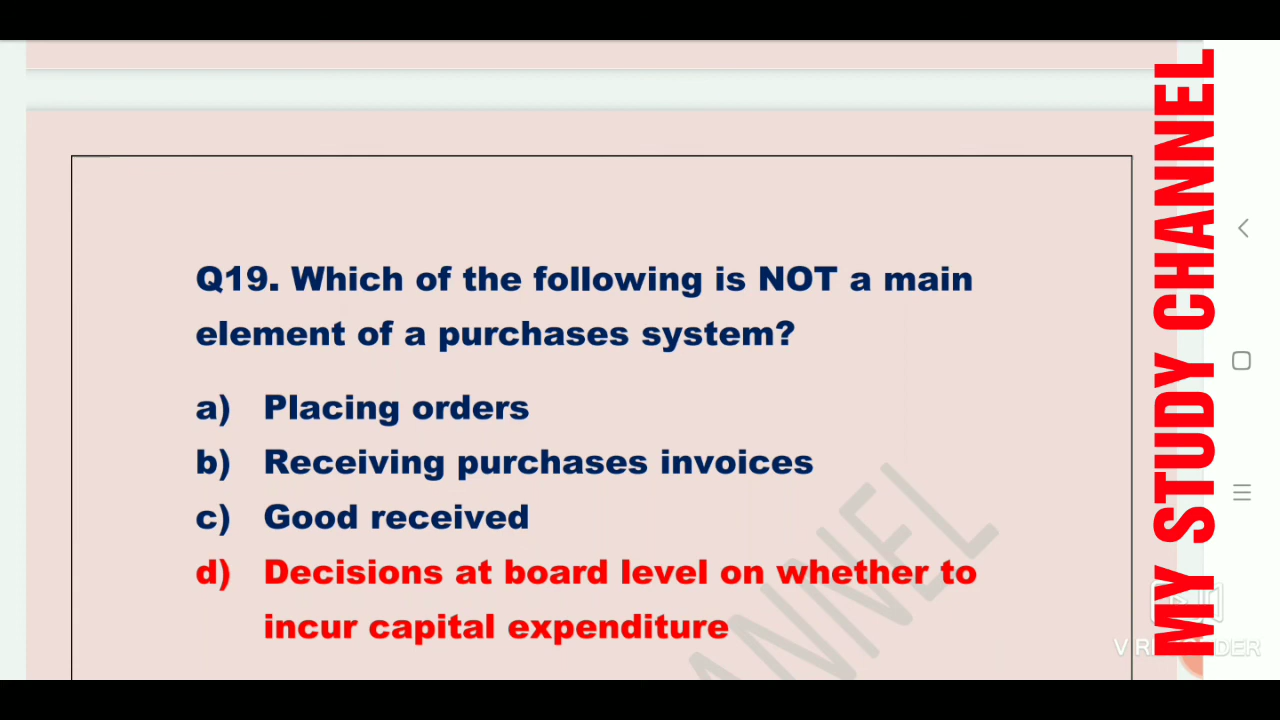 Q19. Which of the following is NOT a main
element of a purchases system?
a) Placing orders
b) Receiving purchases invoices
c) Good received
d) Decisions at board level on whether to
incur capital expenditure
MY STUDY CHANNEL